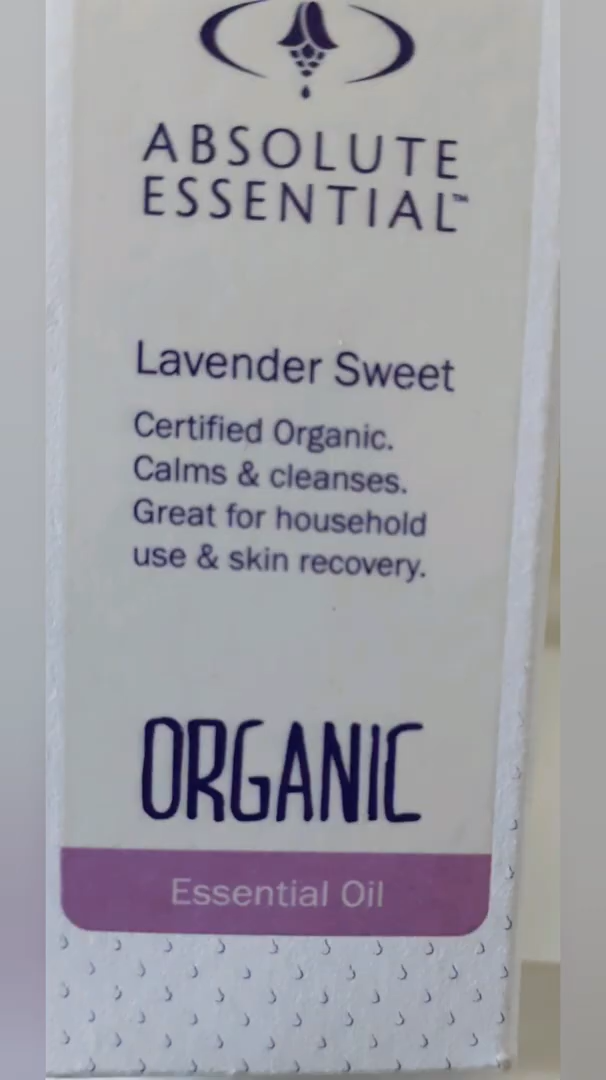 ABSOLUTE
ESSENTIAL™
Lavender Sweet
Certified Organic.
Calms & cleanses.
Great for household
use & skin recovery.
ORGANIC
Essential Oil